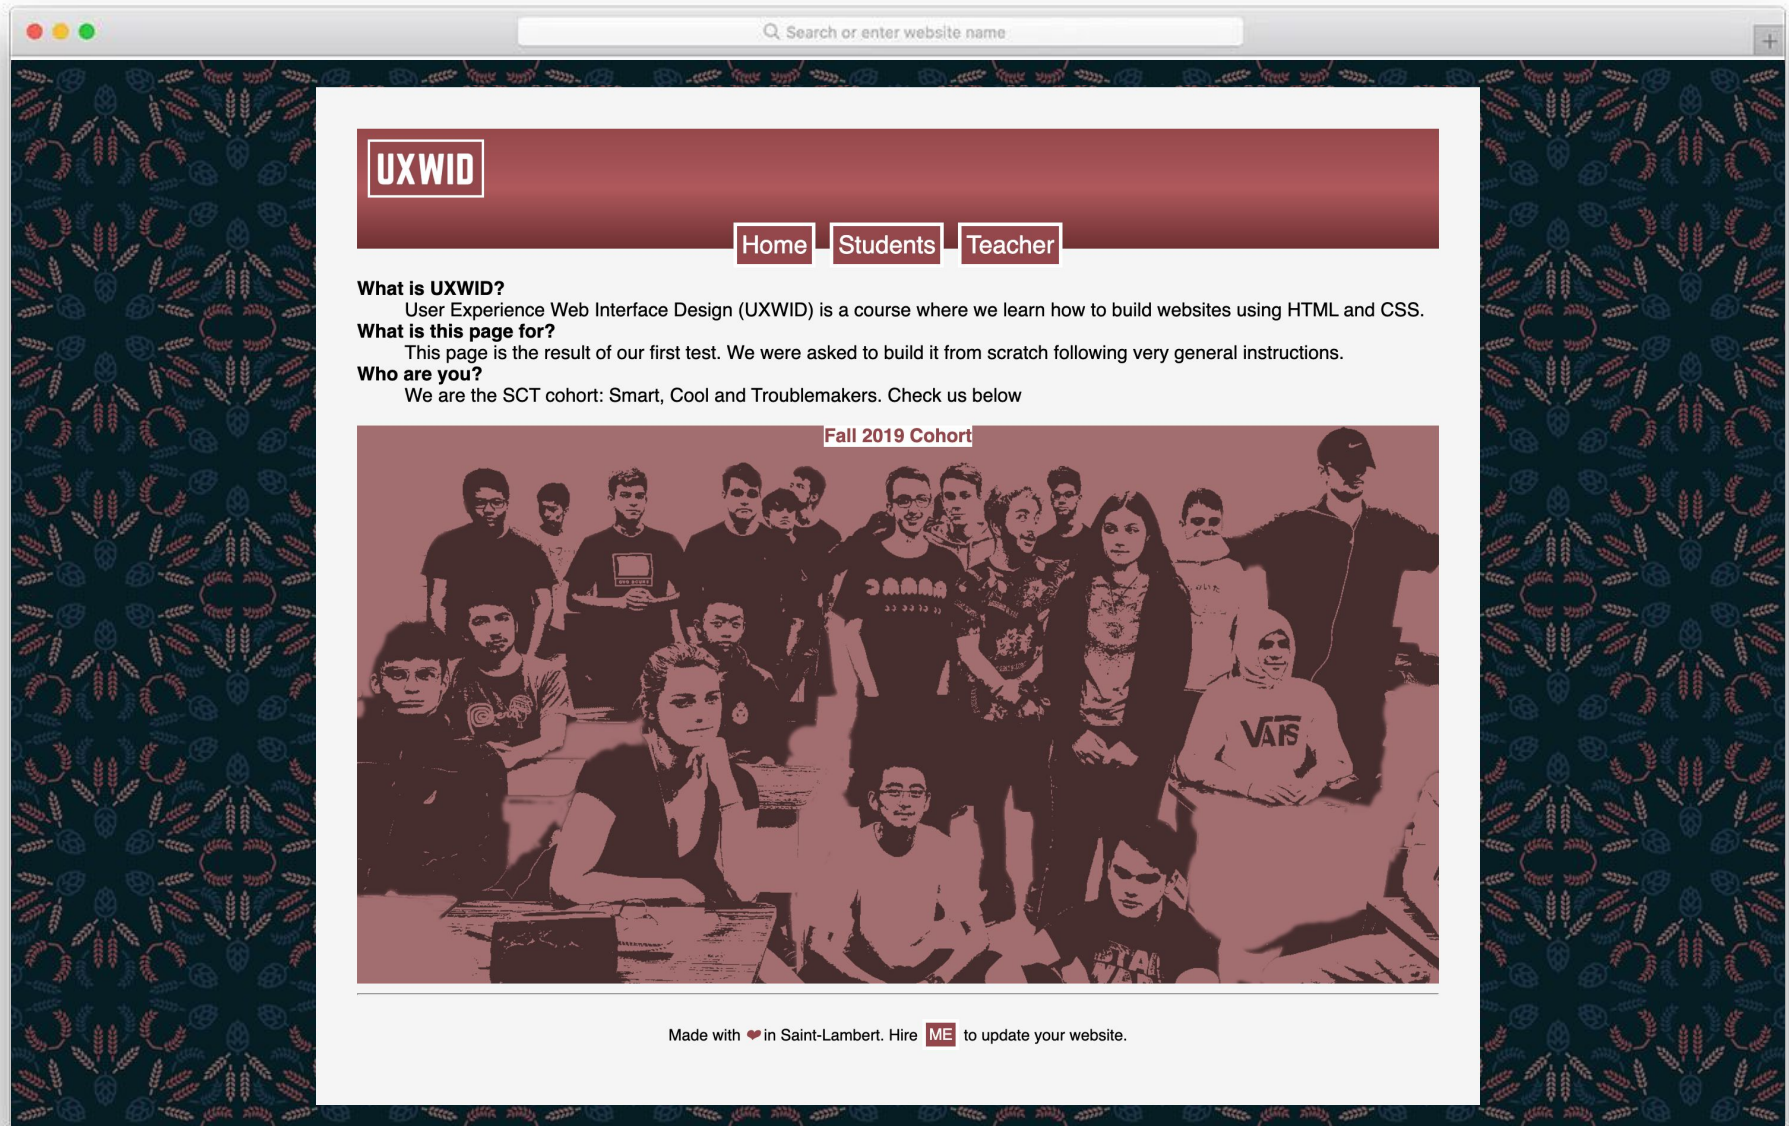 Search or enter website name
UXWID
Home Students Teacher
What is UXWID?
User Experience Web Interface Design (UXWID) is a course where we learn how to build websites using HTML and CSS.
What is this page for?
This page is the result of our first test. We were asked to build it from scratch following very general instructions.
Who are you?
We are the SCT cohort: Smart, Cool and Troublemakers. Check us below
Fall 2019 Cohort
VANS
Made with ❤ in Saint-Lambert. Hire ME to update your website.